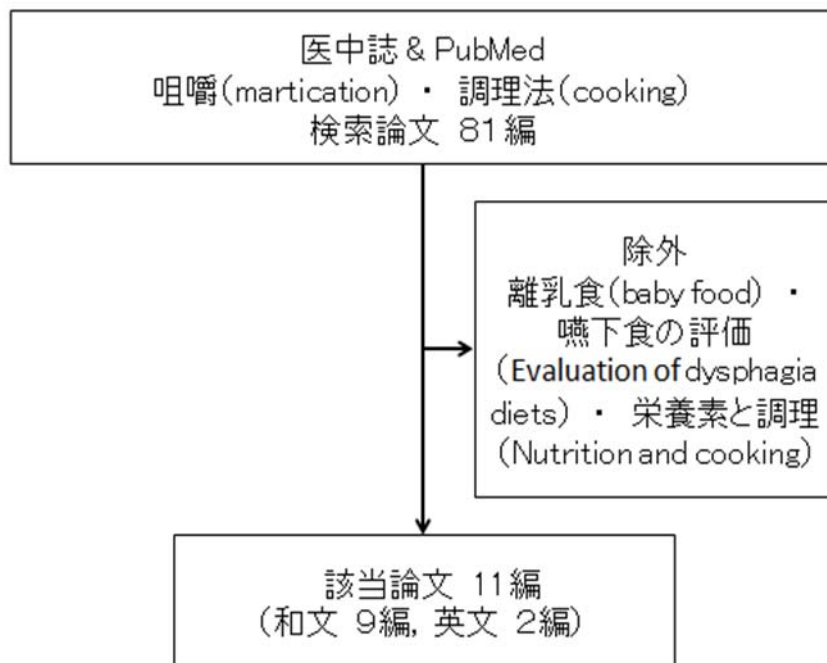 医中誌 & PubMed
咀嚼(martication) ・ 調理法(cooking)
検索論文 81編
除外
離乳食(baby food) ・
嚥下食の評価
(Evaluation of dysphagia
diets) ・ 栄養素と調理
(Nutrition and cooking)
該当論文 11編
(和文 9編, 英文 2編)